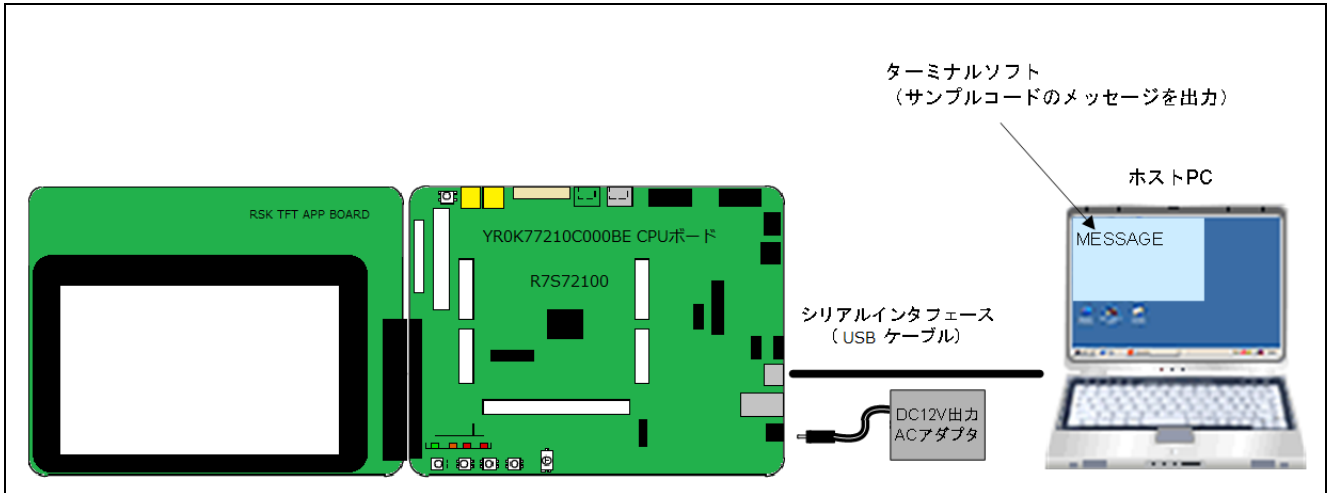 ターミナルソフト
（サンプルコードのメッセージを出力）
ホストPC
MESSAGE
RSK TFT APP BOARD
YR0K77210C000BE CPUボード
R7S72100
シリアルインタフェース
（USB ケーブル）
DC12V出力
ACアダプタ